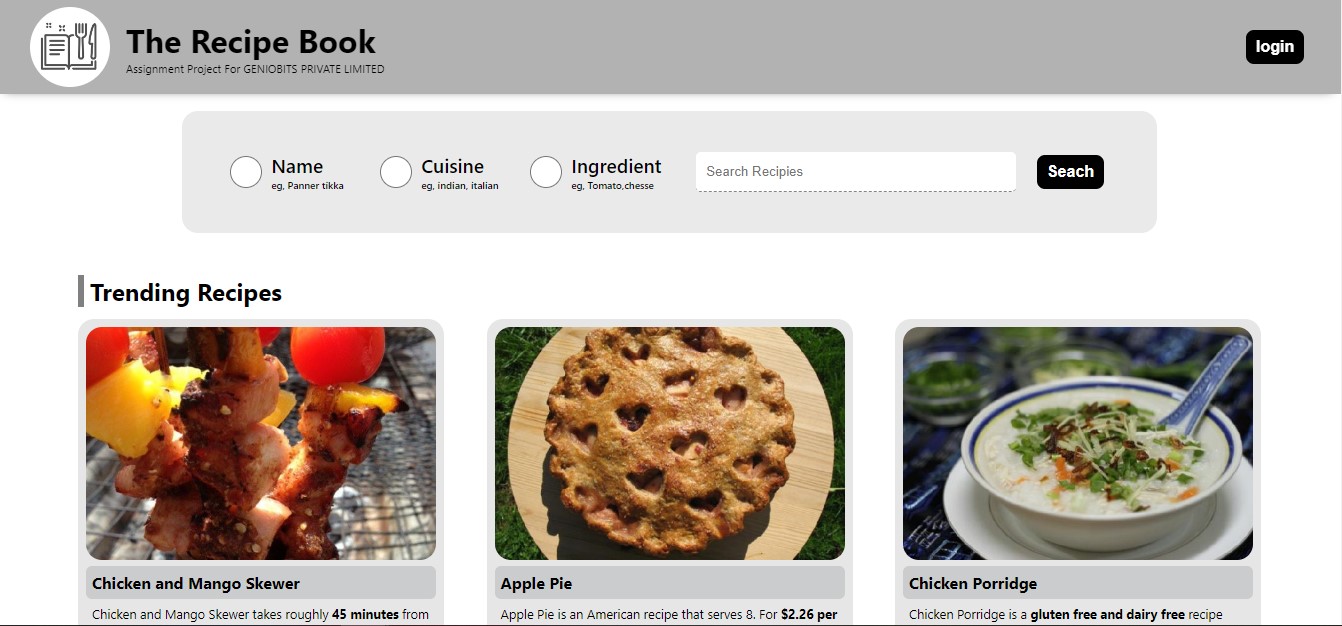 The Recipe Book
Assignment Project For GENIOBITS PRIVATE LIMITED
login
Name
eg, Panner tikka
Cuisine
eg, indian, italian
Ingredient
eg, Tomato,chesse
Search Recipies
Seach
Trending Recipes
Chicken and Mango Skewer
Chicken and Mango Skewer takes roughly 45 minutes from
Apple Pie
Apple Pie is an American recipe that serves 8. For $2.26 per
Chicken Porridge
Chicken Porridge is a gluten free and dairy free recipe